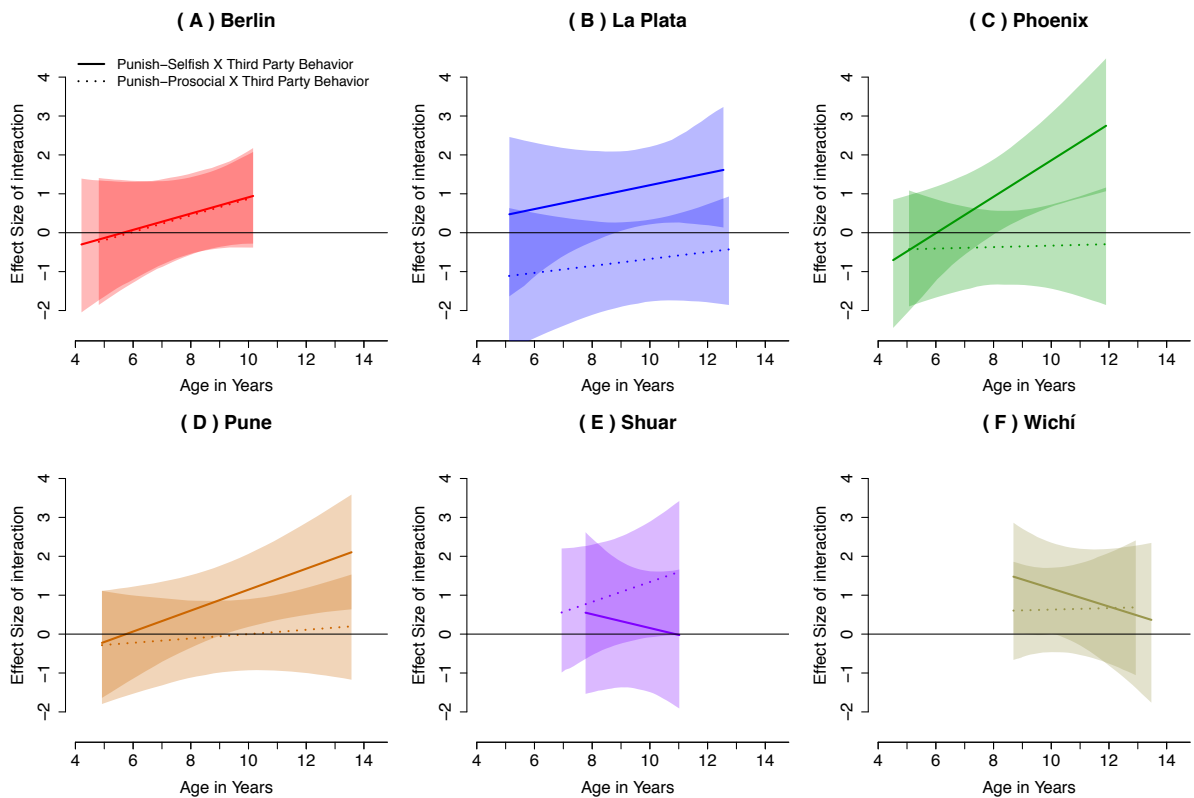 ( A ) Berlin
( B ) La Plata
( C ) Phoenix
Punish−Selfish X Third Party Behavior
Punish−Prosocial X Third Party Behavior
Effect Size of interaction
4
3
2
1
0
−1
−2
4 6 8 10 12 14
Age in Years
Effect Size of interaction
4
3
2
1
0
−1
−2
4 6 8 10 12 14
Age in Years
Effect Size of interaction
4
3
2
1
0
−1
−2
4 6 8 10 12 14
Age in Years
( D ) Pune
( E ) Shuar
( F ) Wichí
Effect Size of interaction
4
3
2
1
0
−1
−2
4 6 8 10 12 14
Age in Years
Effect Size of interaction
4
3
2
1
0
−1
−2
4 6 8 10 12 14
Age in Years
Effect Size of interaction
4
3
2
1
0
−1
−2
4 6 8 10 12 14
Age in Years